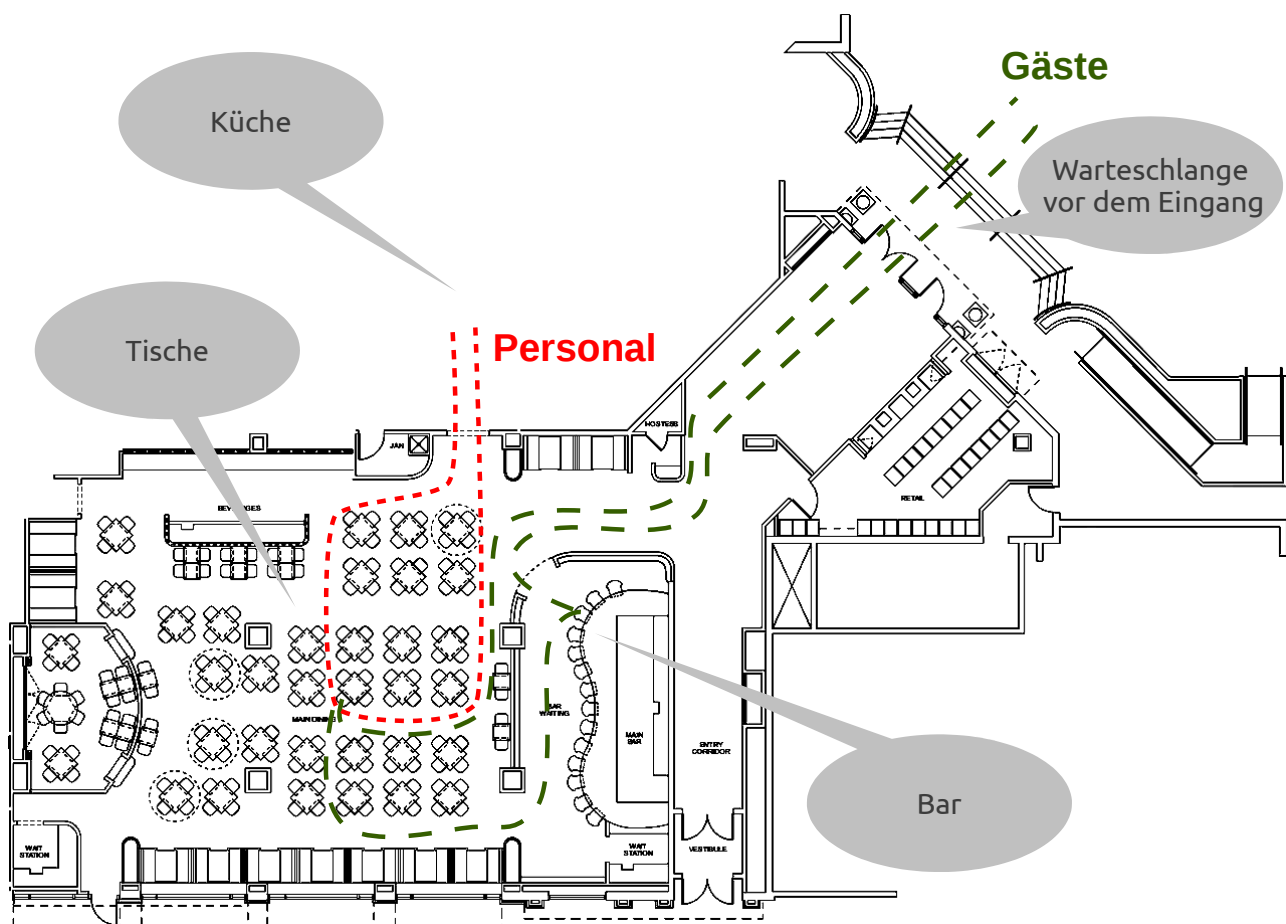 Gäste
Küche
Warteschlange
vor dem Eingang
Personal
Tische
HOSTESS
JAN
RETAIL
BEVERAGES
MAIN DINING
BAR
WAITING
MAIN
BAR
ENTRY
CORRIDOR
Bar
WAIT
STATION
WAIT
STATION
VESTIBULE